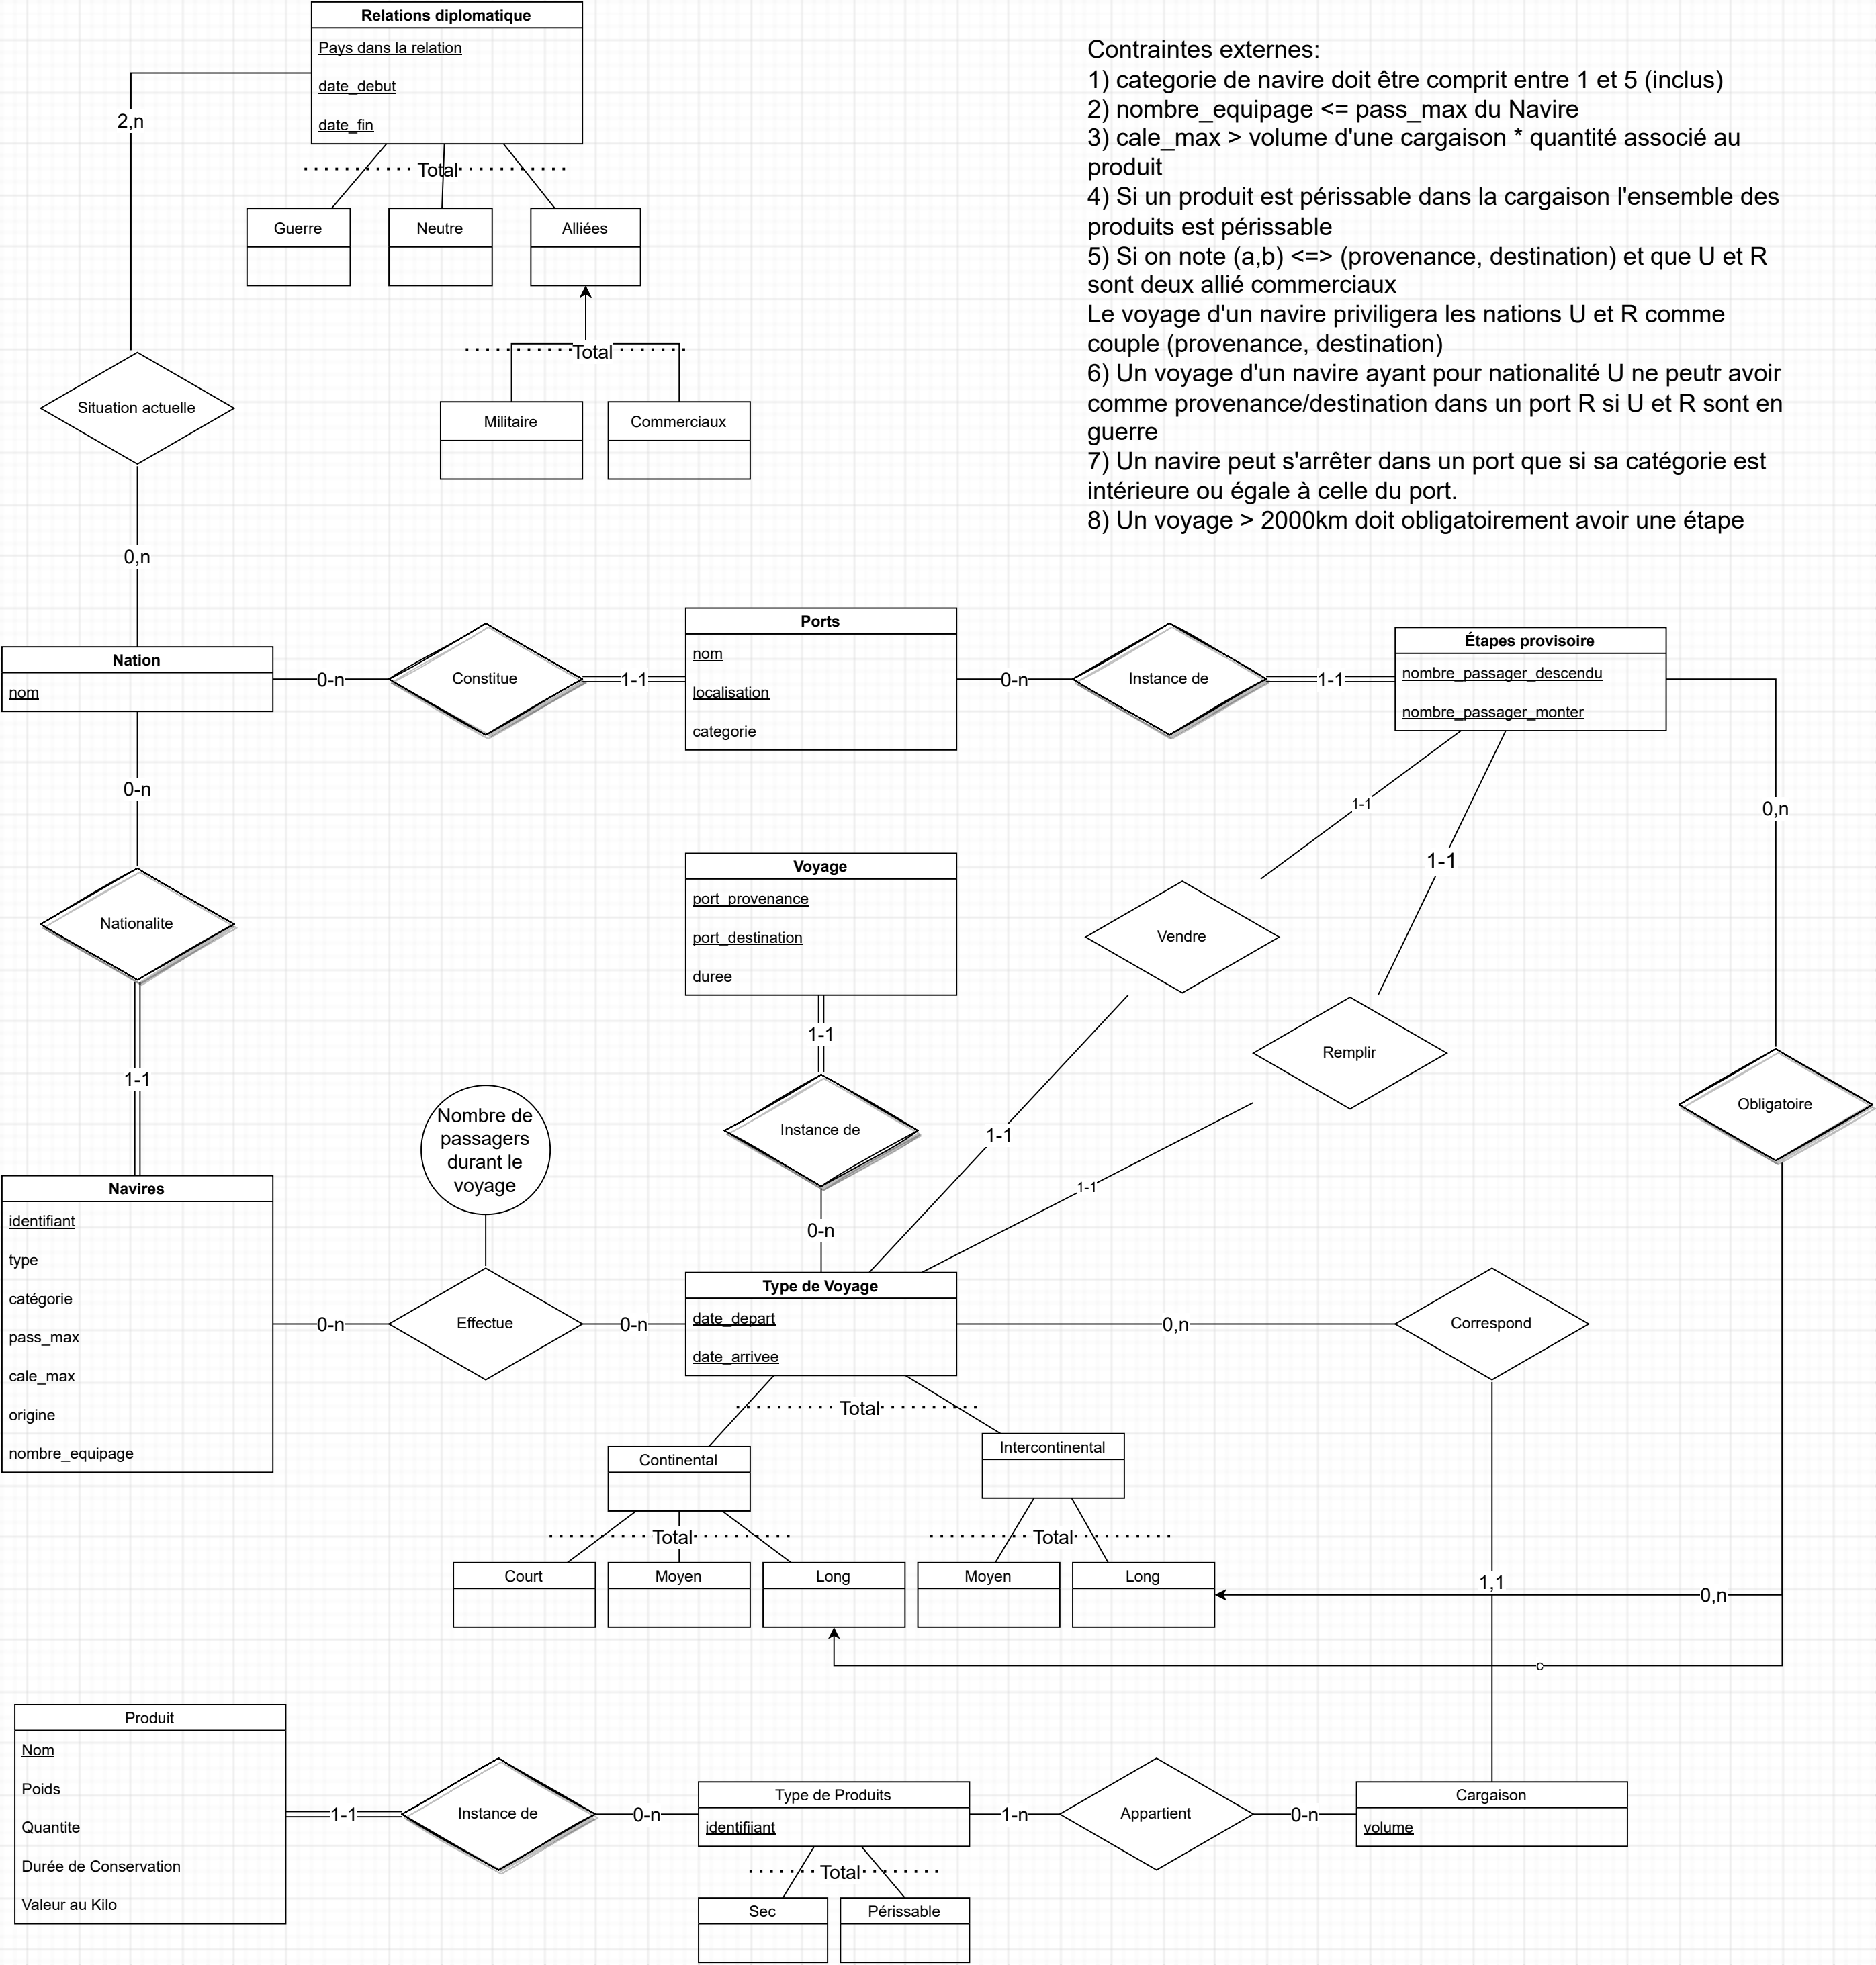 Relations diplomatique
Pays dans la relation
date_debut
date_fin
2,n
Total
Guerre
Neutre
Alliées
Total
Militaire
Commerciaux
Situation actuelle
0,n
Contraintes externes:
1) categorie de navire doit être comprit entre 1 et 5 (inclus)
2) nombre_equipage <= pass_max du Navire
3) cale_max > volume d'une cargaison * quantité associé au
produit
4) Si un produit est périssable dans la cargaison l'ensemble des
produits est périssable
5) Si on note (a,b) <=> (provenance, destination) et que U et R
sont deux allié commerciaux
Le voyage d'un navire priviligera les nations U et R comme
couple (provenance, destination)
6) Un voyage d'un navire ayant pour nationalité U ne peutr avoir
comme provenance/destination dans un port R si U et R sont en
guerre
7) Un navire peut s'arrêter dans un port que si sa catégorie est
intérieure ou égale à celle du port.
8) Un voyage > 2000km doit obligatoirement avoir une étape
Nation
nom
0-n
Constitue
1-1
Ports
nom
localisation
categorie
0-n
Instance de
1-1
Étapes provisoire
nombre_passager_descendu
nombre_passager_monter
0-n
Nationalite
1-1
Voyage
port_provenance
port_destination
duree
1-1
Instance de
0-n
1-1
Vendre
1-1
1-1
Remplir
1-1
0,n
Obligatoire
Nombre de
passagers
durant le
voyage
Navires
identifiant
type
catégorie
pass_max
cale_max
origine
nombre_equipage
0-n
Effectue
0-n
Type de Voyage
date_depart
date_arrivee
0,n
Correspond
1,1
Total
Continental
Intercontinental
Total
Total
Court
Moyen
Long
Moyen
Long
0,n
c
Produit
Nom
Poids
Quantite
Durée de Conservation
Valeur au Kilo
1-1
Instance de
0-n
Type de Produits
identifiiant
1-n
Appartient
0-n
Cargaison
volume
Total
Sec
Périssable